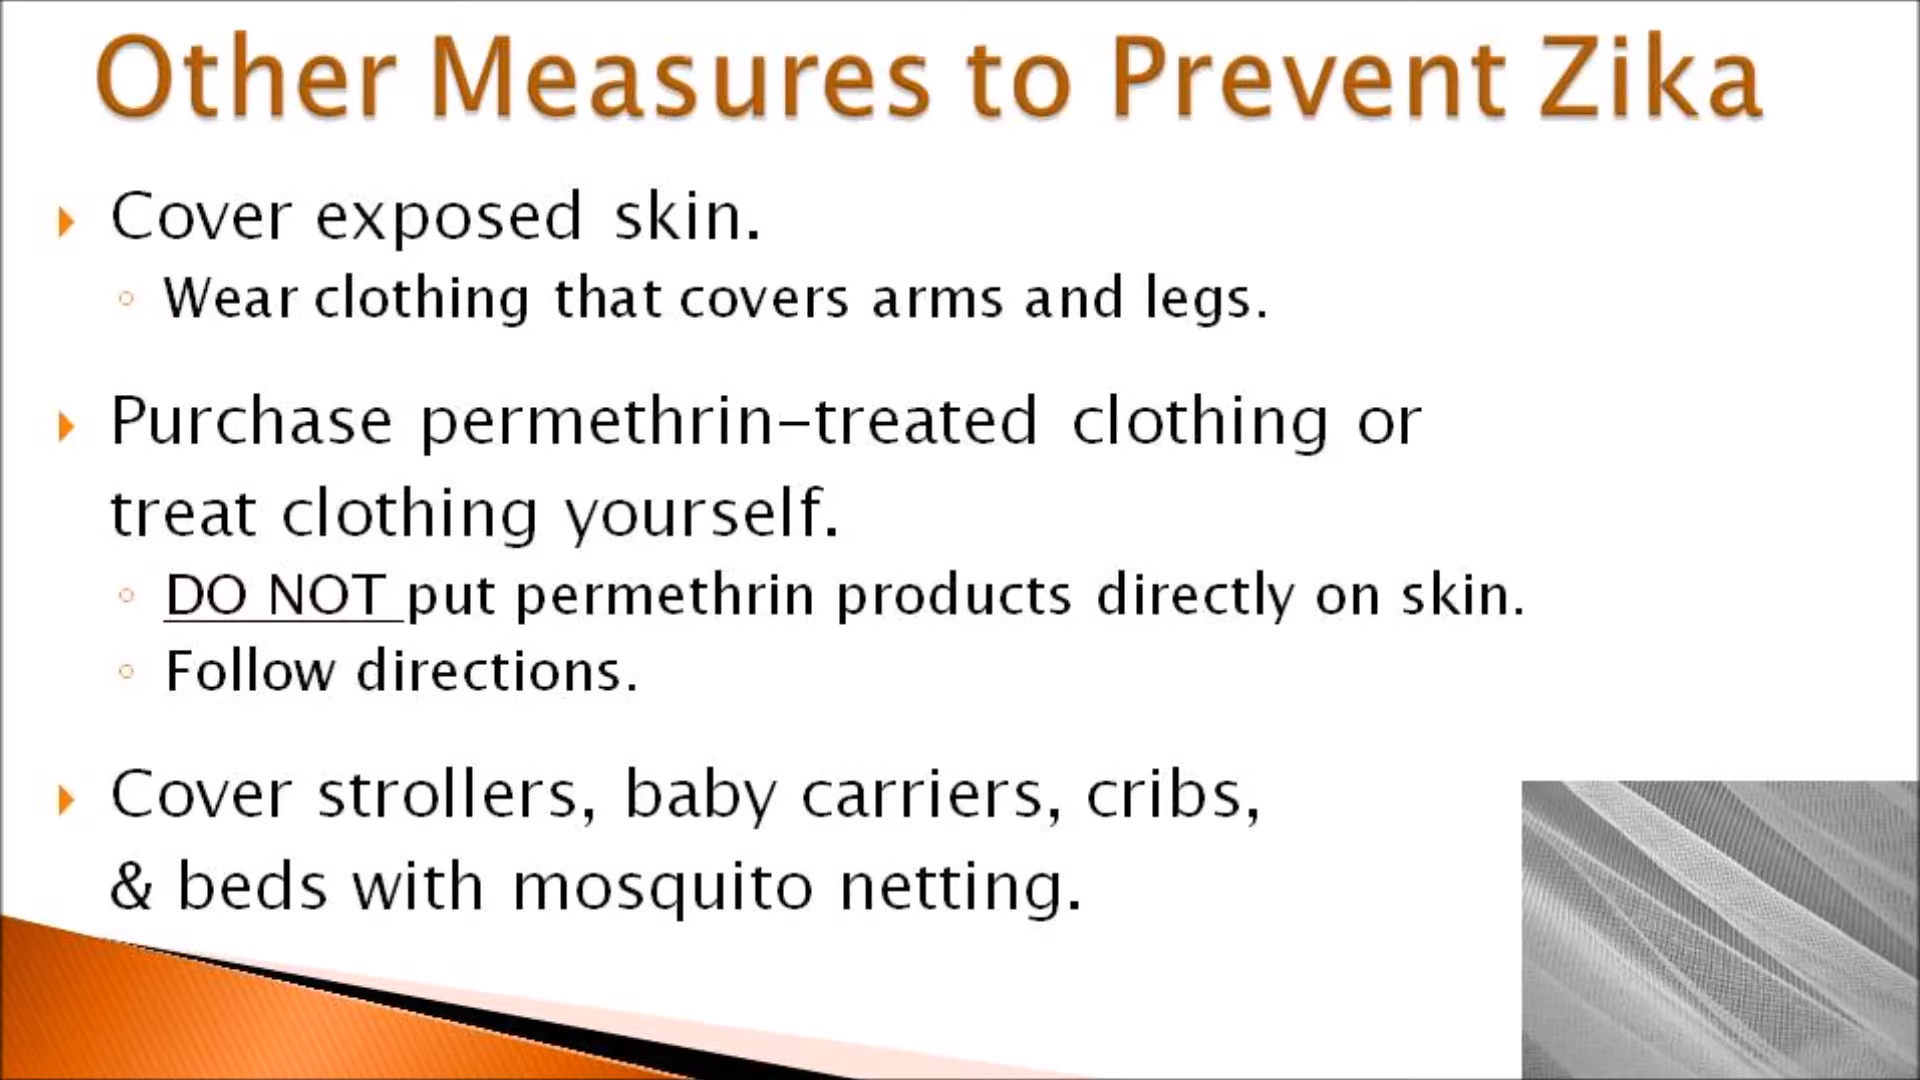 Other Measures to Prevent Zika
Cover exposed skin.
Wear clothing that covers arms and legs.
Purchase permethrin-treated clothing or
treat clothing yourself.
DO NOT put permethrin products directly on skin.
Follow directions.
Cover strollers, baby carriers, cribs,
& beds with mosquito netting.